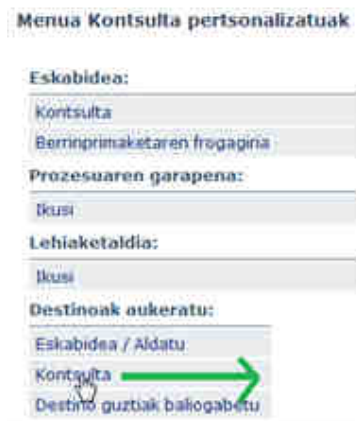 Menua Kontsulta pertsonalizatuak
Eskabidea:
Kontsulta
Berrinprimaketaren frogagiria
Prozesuaren garapena:
Ikusi
Lehiaketaldia:
Ikusi
Destinoak aukeratu:
Eskabidea / Aldatu
Kontsulta
Destino guztiak baliogabetu